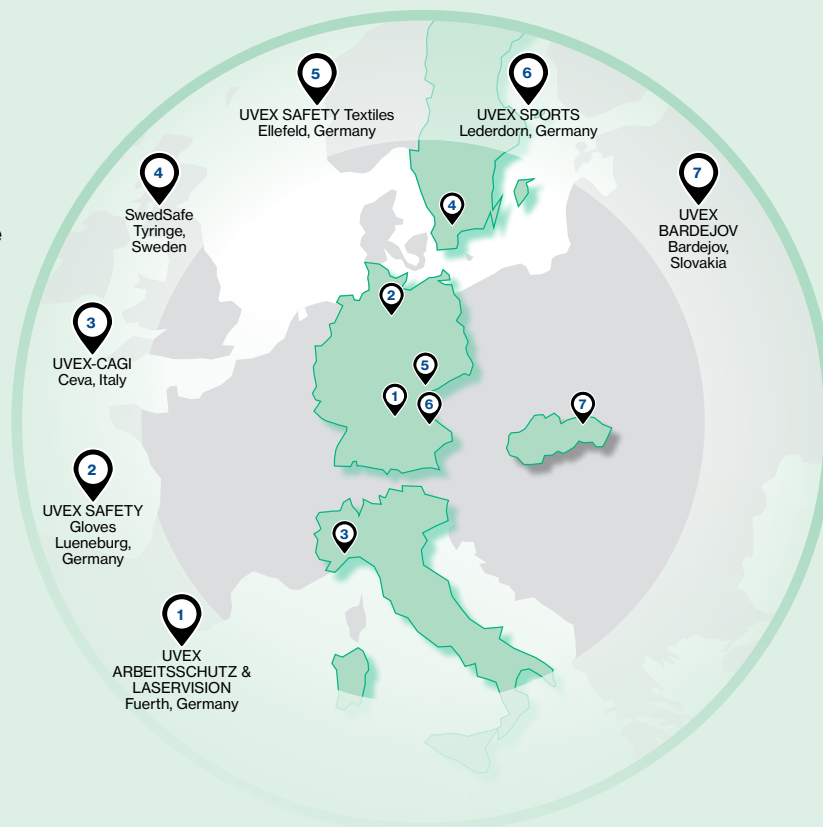 5
UVEX SAFETY Textiles
Ellefeld, Germany
6
UVEX SPORTS
Lederdorn, Germany
4
SwedSafe
Tyringe,
Sweden
7
UVEX
BARDEJOV
Bardejov,
Slovakia
3
UVEX-CAGI
Ceva, Italy
2
UVEX SAFETY
Gloves
Lueneburg,
Germany
1
UVEX
ARBEITSSCHUTZ &
LASERVISION
Fuerth, Germany
4
2
5
1
6
7
3